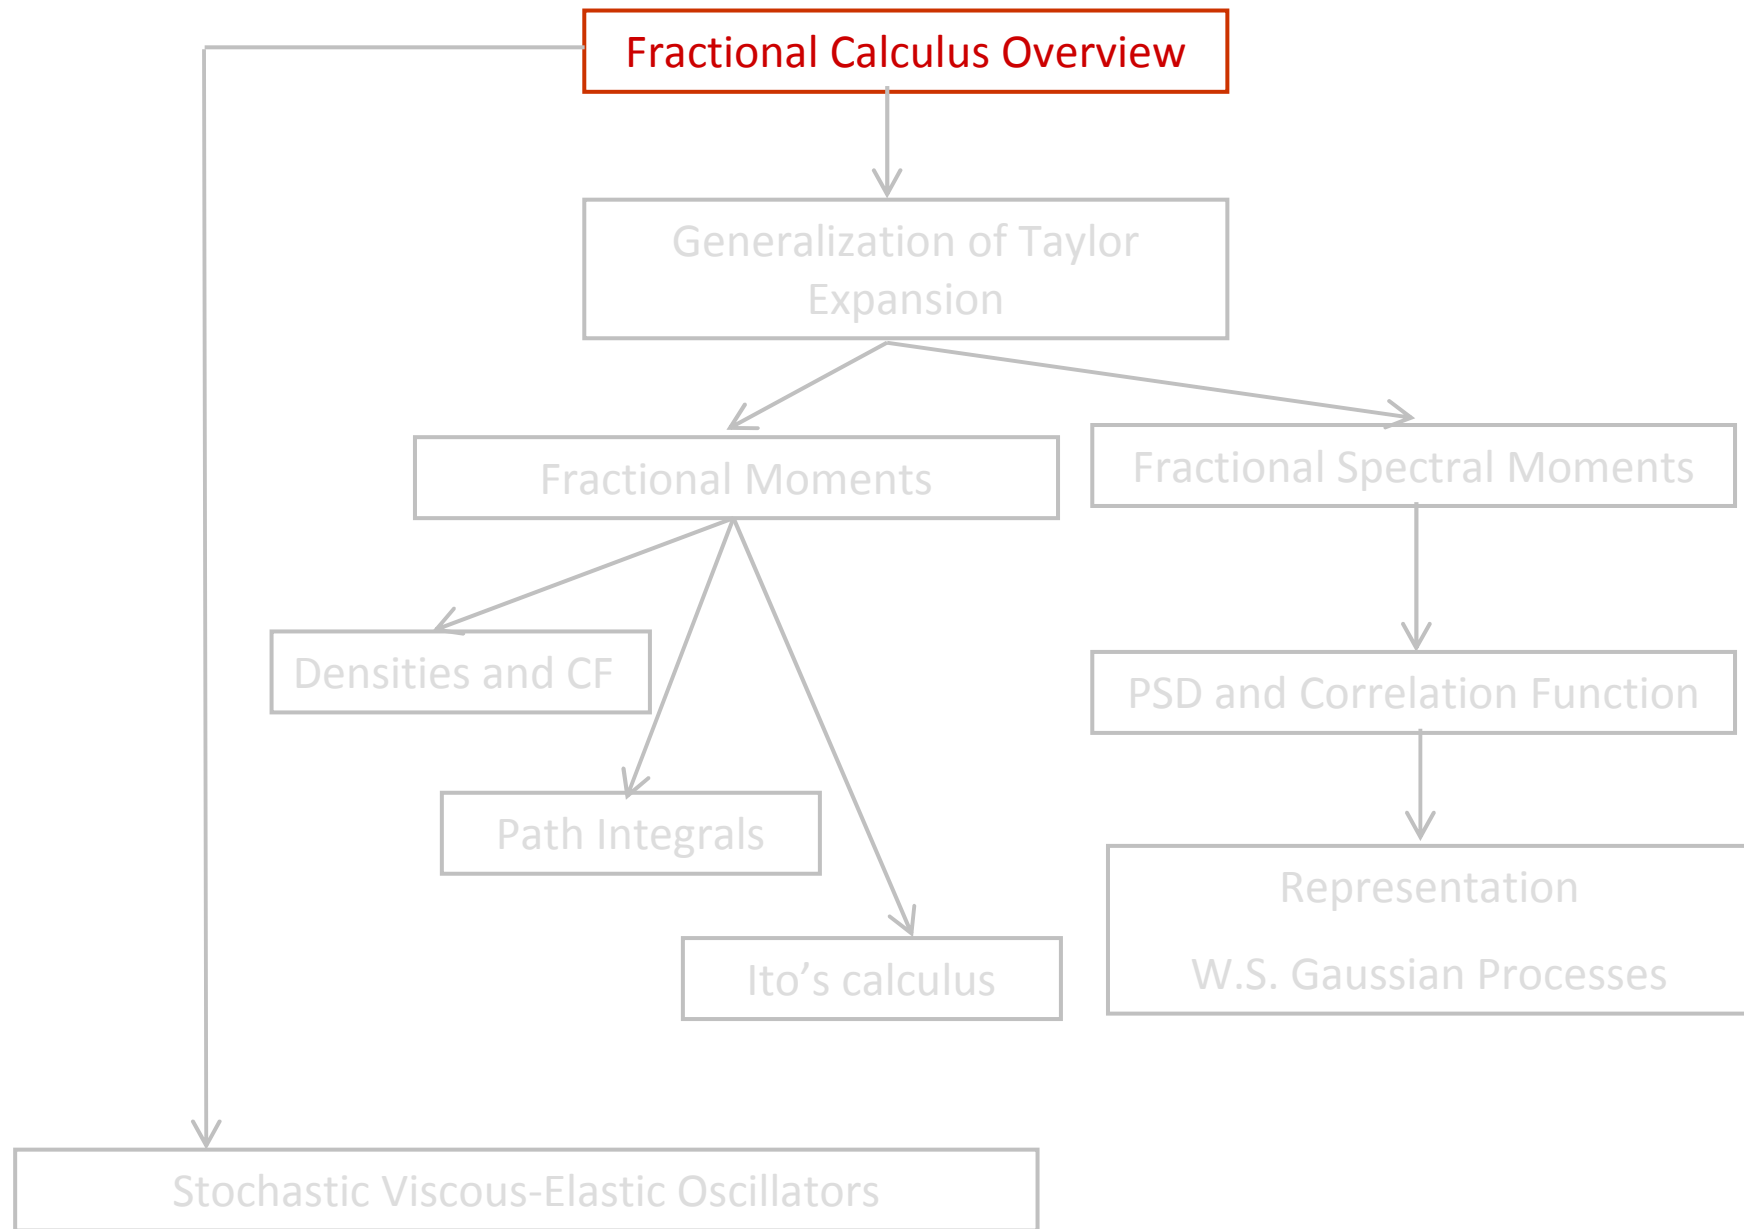 Fractional Calculus Overview
Generalization of Taylor
Expansion
Fractional Moments
Fractional Spectral Moments
Densities and CF
PSD and Correlation Function
Path Integrals
Representation
W.S. Gaussian Processes
Ito’s calculus
Stochastic Viscous-Elastic Oscillators